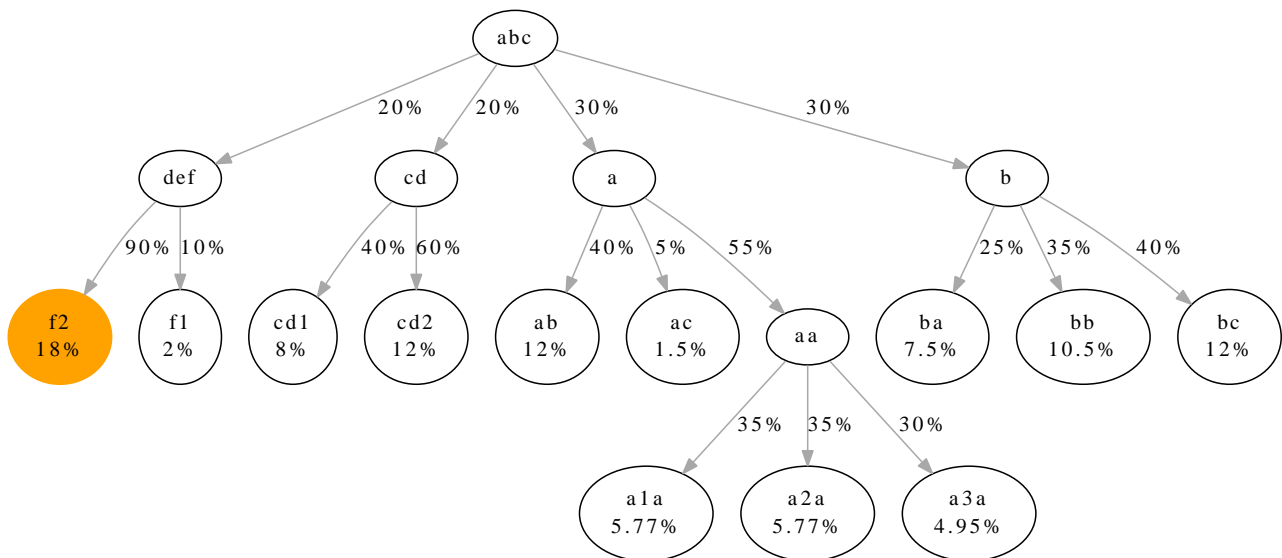 abc
20%
20%
30%
30%
def
cd
a
b
90%
10%
40%
60%
40%
5%
55%
25%
35%
40%
f2
18%
f1
2%
cd1
8%
cd2
12%
ab
12%
ac
1.5%
aa
ba
7.5%
bb
10.5%
bc
12%
35%
35%
30%
a1a
5.77%
a2a
5.77%
a3a
4.95%